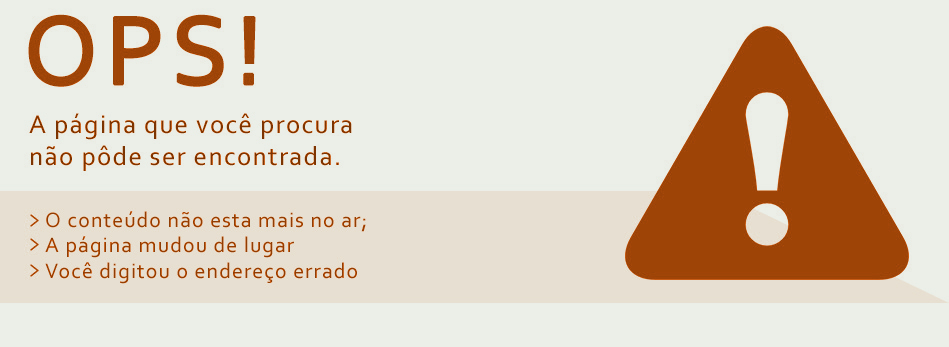 OPS!
A página que você procura
não pôde ser encontrada.
> O conteúdo não esta mais no ar;
> A página mudou de lugar
> Você digitou o endereço errado